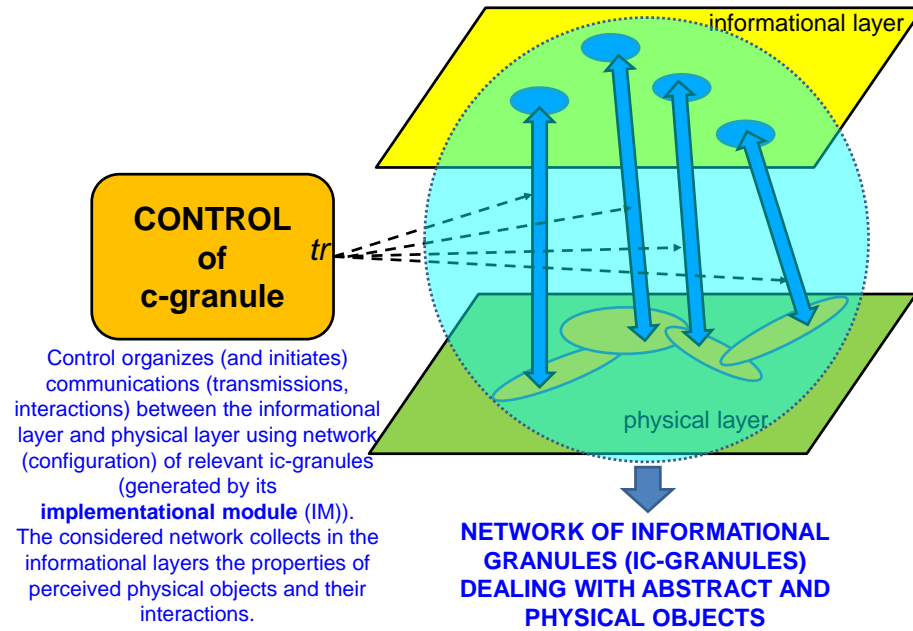 informational layer
CONTROL
of
c-granule
tr
Control organizes (and initiates)
communications (transmissions,
interactions) between the informational
layer and physical layer using network
(configuration) of relevant ic-granules
(generated by its
implementational module (IM)).
The considered network collects in the
informational layers the properties of
perceived physical objects and their
interactions.
physical layer
NETWORK OF INFORMATIONAL
GRANULES (IC-GRANULES)
DEALING WITH ABSTRACT AND
PHYSICAL OBJECTS